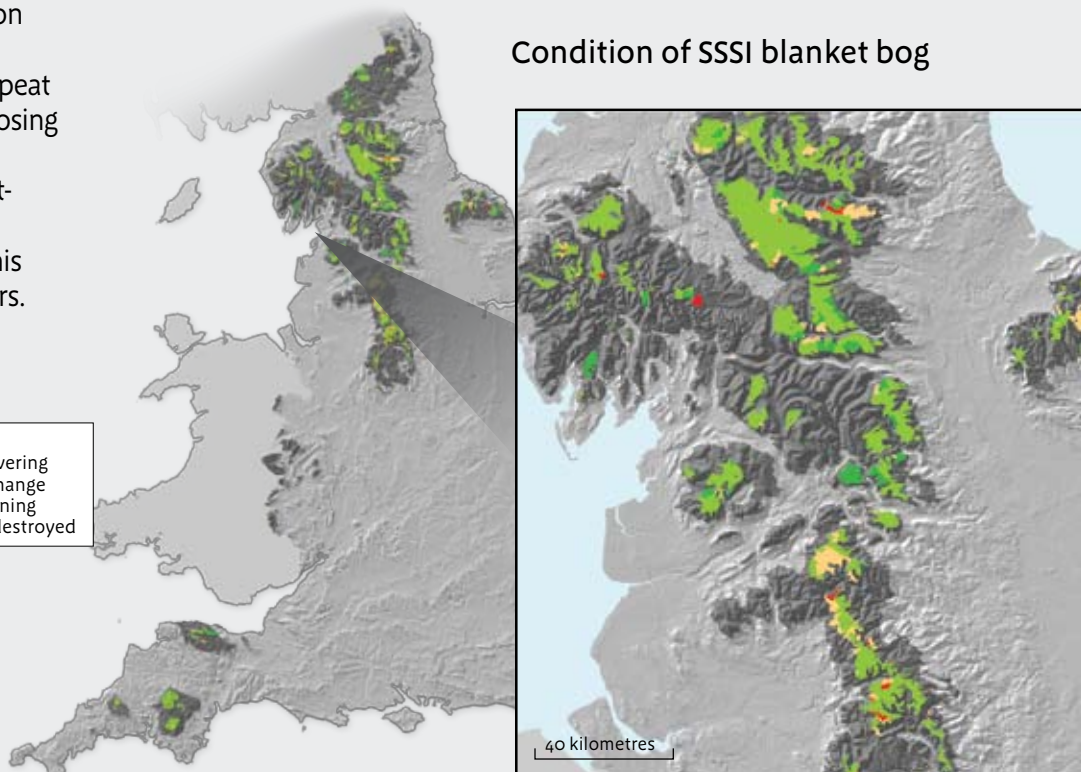 on
peat
osing
t-
his
rs.
vering
hange
ning
destroyed
Condition of SSSI blanket bog
40 kilometres